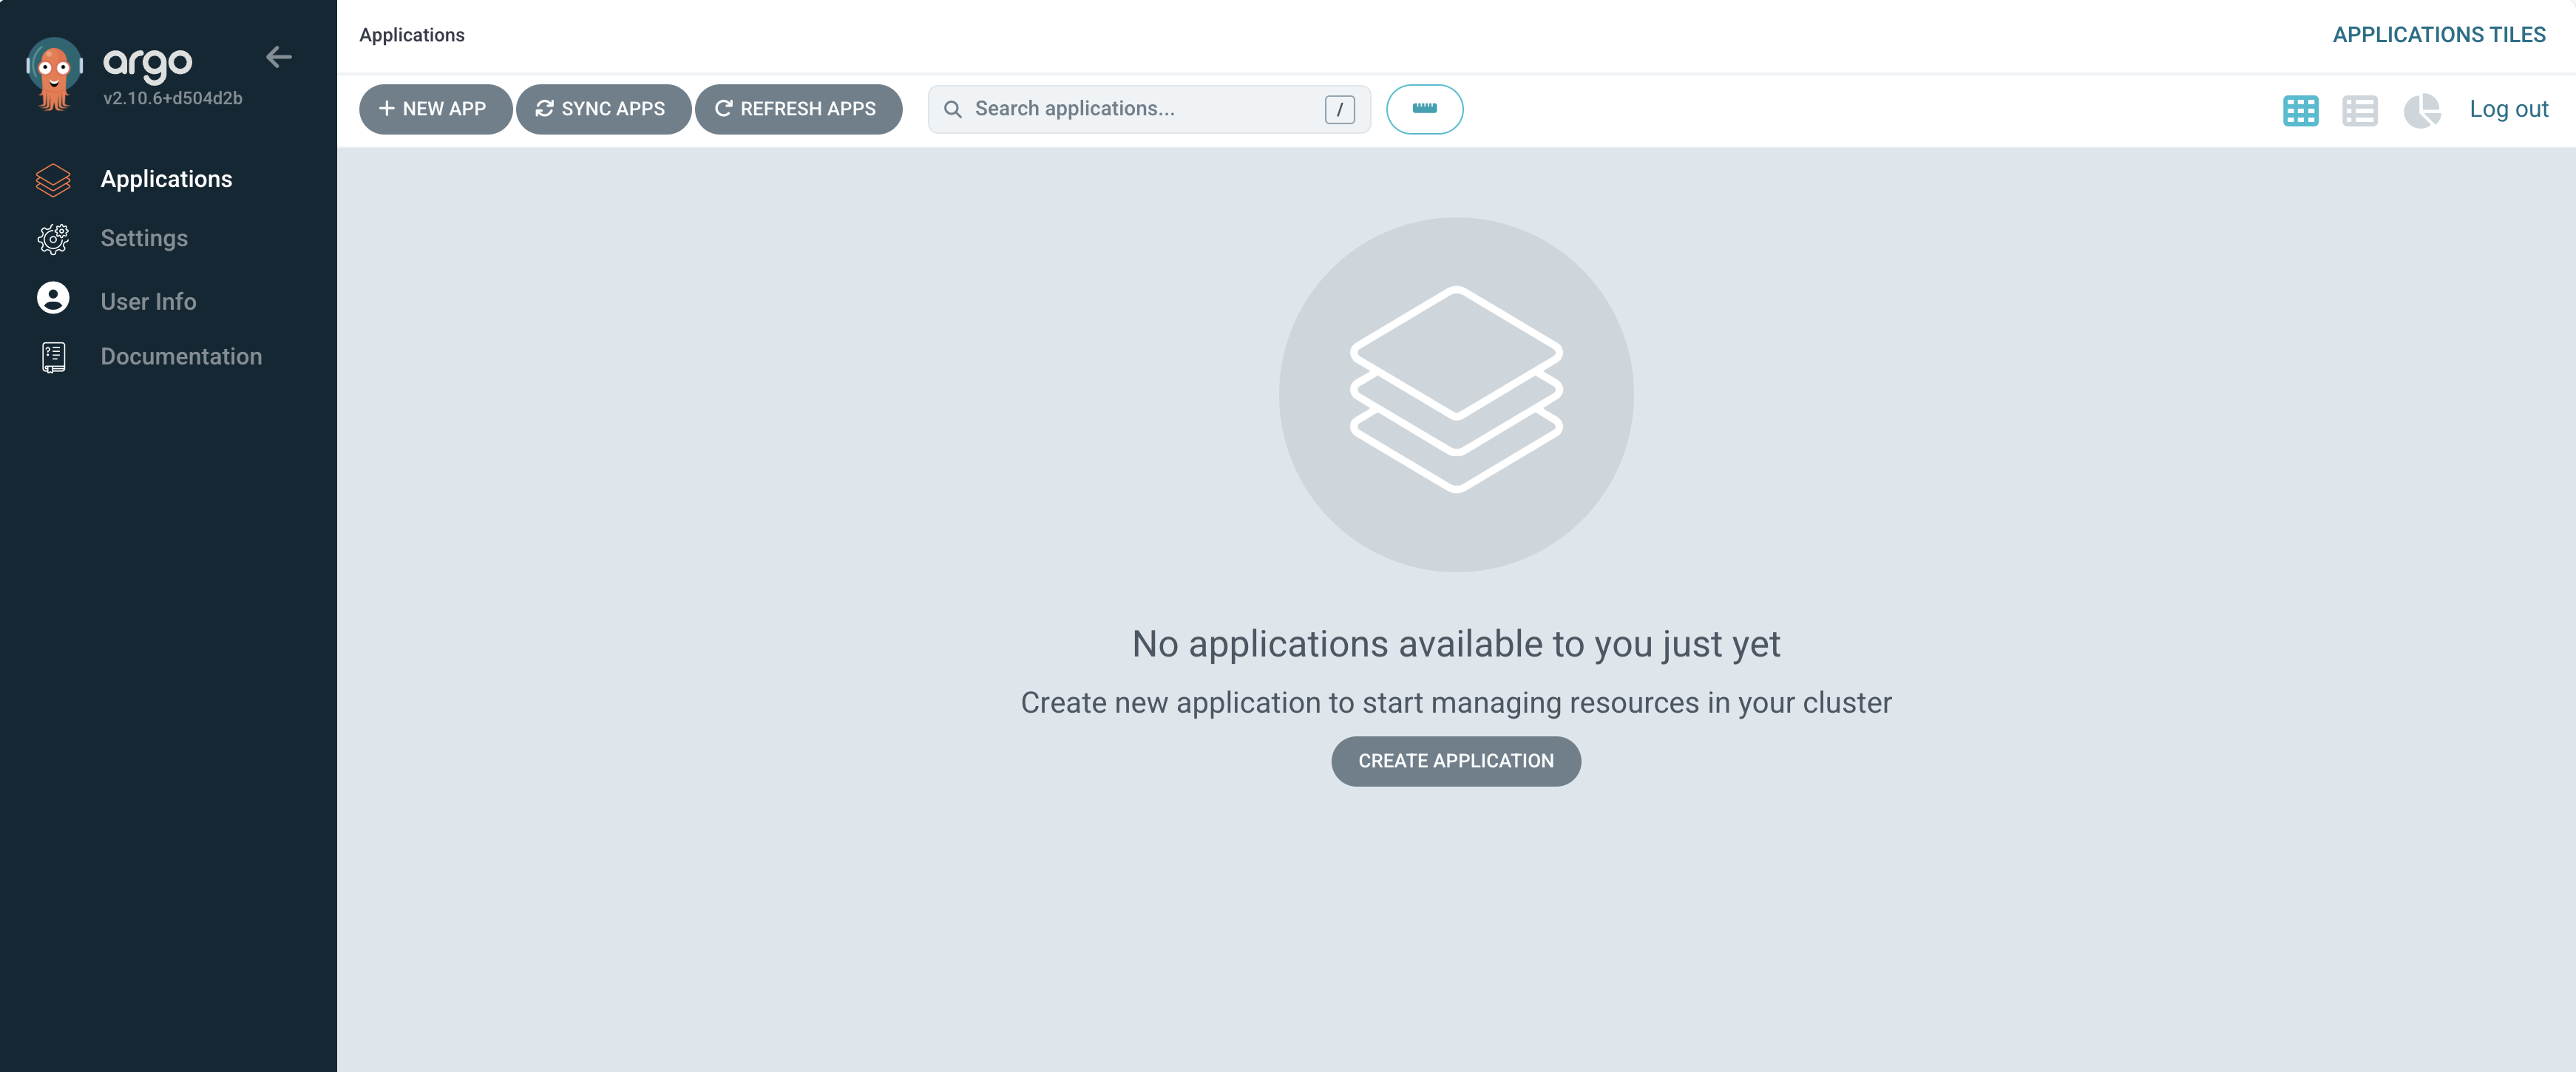 argo
v2.10.6+d504d2b
Applications
Settings
User Info
Documentation
Applications
APPLICATIONS TILES
+ NEW APP
SYNC APPS
REFRESH APPS
Search applications...
/
Log out
No applications available to you just yet
Create new application to start managing resources in your cluster
CREATE APPLICATION